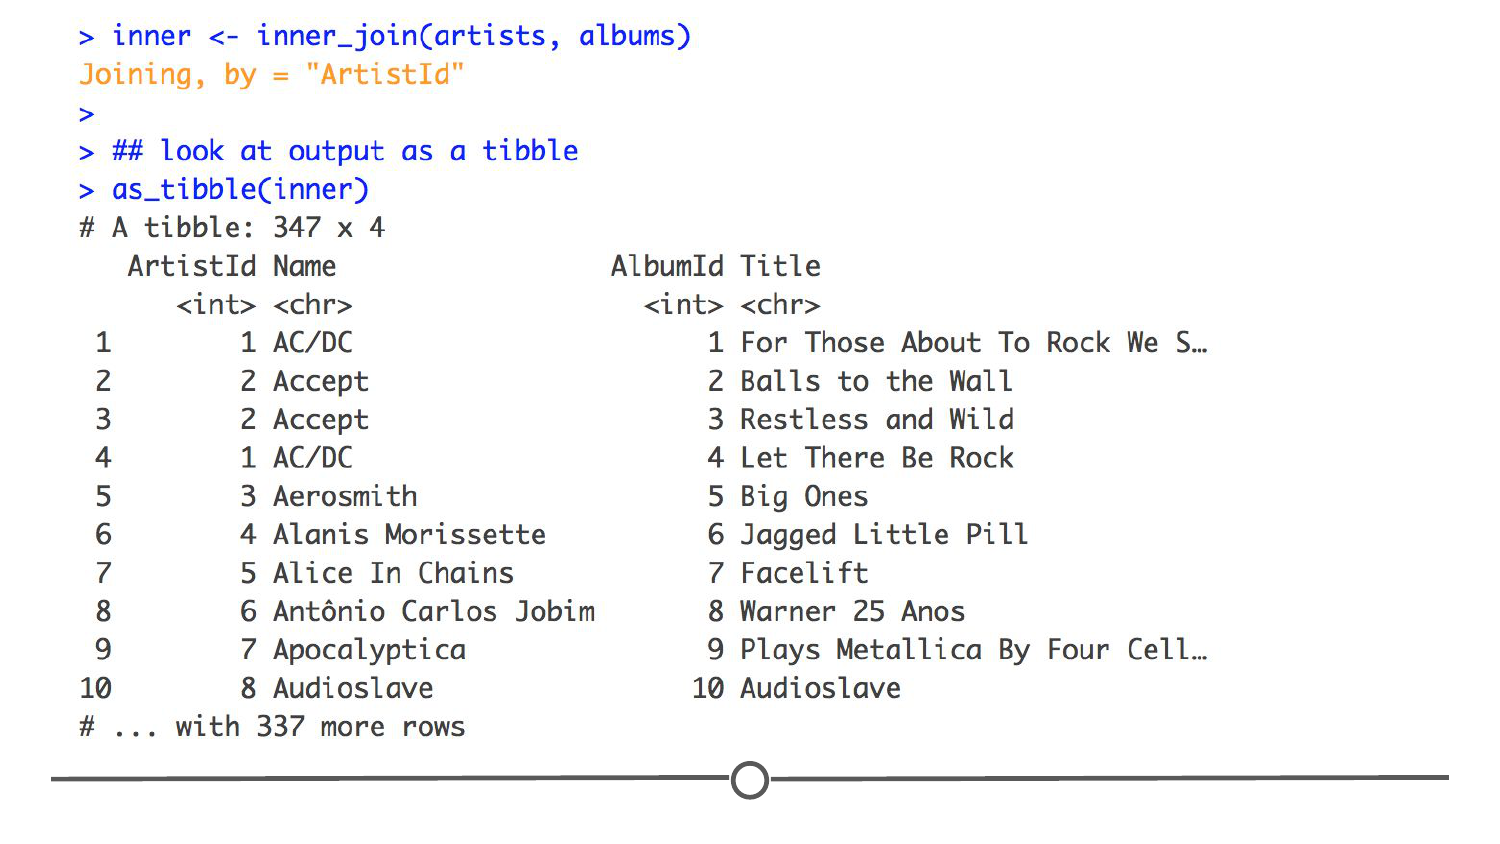 > inner <- inner_join(artists, albums)
Joining, by = "ArtistId"
>
> ## look at output as a tibble
> as_tibble(inner)
# A tibble: 347 x 4
   ArtistId Name                 AlbumId Title
      <int> <chr>                  <int> <chr>
 1        1 AC/DC                      1 For Those About To Rock We S…
 2        2 Accept                     2 Balls to the Wall
 3        2 Accept                     3 Restless and Wild
 4        1 AC/DC                      4 Let There Be Rock
 5        3 Aerosmith                  5 Big Ones
 6        4 Alanis Morissette          6 Jagged Little Pill
 7        5 Alice In Chains            7 Facelift
 8        6 Antônio Carlos Jobim       8 Warner 25 Anos
 9        7 Apocalyptica               9 Plays Metallica By Four Cell…
10        8 Audioslave                10 Audioslave
# ... with 337 more rows